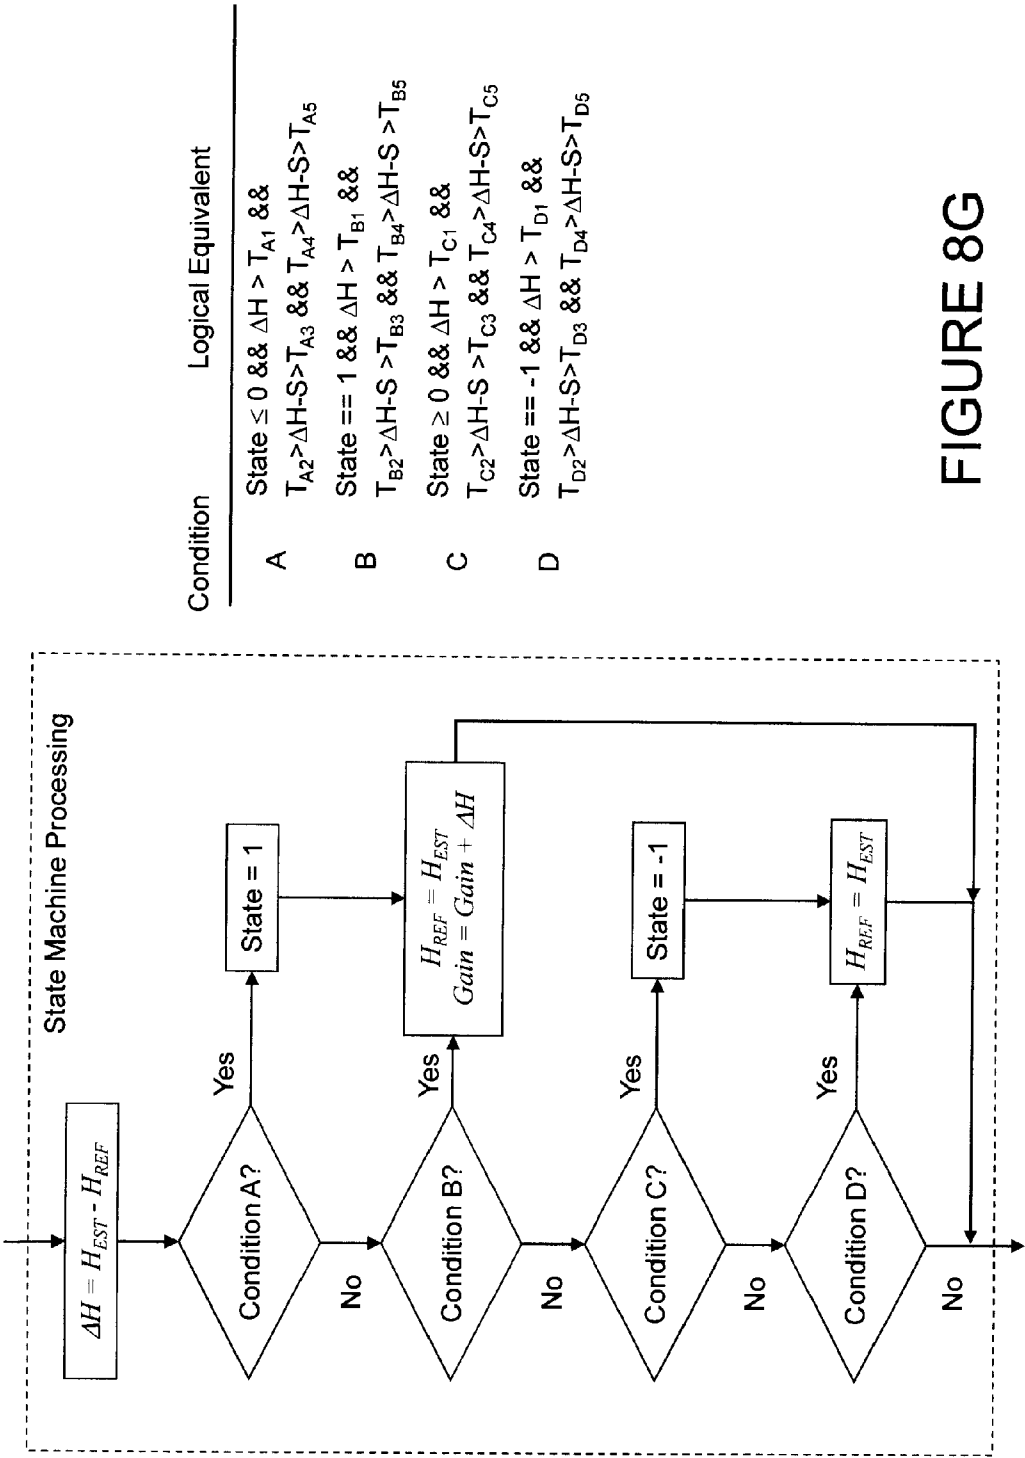 State Machine Processing
ΔH = H_EST - H_REF
Condition A?
Yes
State = 1
No
Condition B?
Yes
H_REF = H_EST
Gain = Gain + ΔH
No
Condition C?
Yes
State = -1
No
Condition D?
Yes
H_REF = H_EST
No
Condition Logical Equivalent
A State ≤ 0 && ΔH > T_A1 &&
T_A2>ΔH-S>T_A3 && T_A4>ΔH-S>T_A5
B State == 1 && ΔH > T_B1 &&
T_B2>ΔH-S >T_B3 && T_B4>ΔH-S >T_B5
C State ≥ 0 && ΔH > T_C1 &&
T_C2>ΔH-S >T_C3 && T_C4>ΔH-S>T_C5
D State == -1 && ΔH > T_D1 &&
T_D2>ΔH-S>T_D3 && T_D4>ΔH-S>T_D5
FIGURE 8G